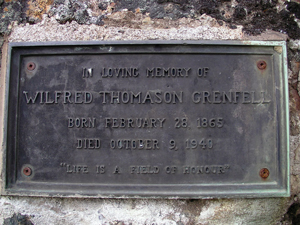 IN LOVING MEMORY OF
WILFRED THOMASON GRENFELL
BORN FEBRUARY 28 1865
DIED OCTOBER 9, 1940
"LIFE IS A FIELD OF HONOUR"